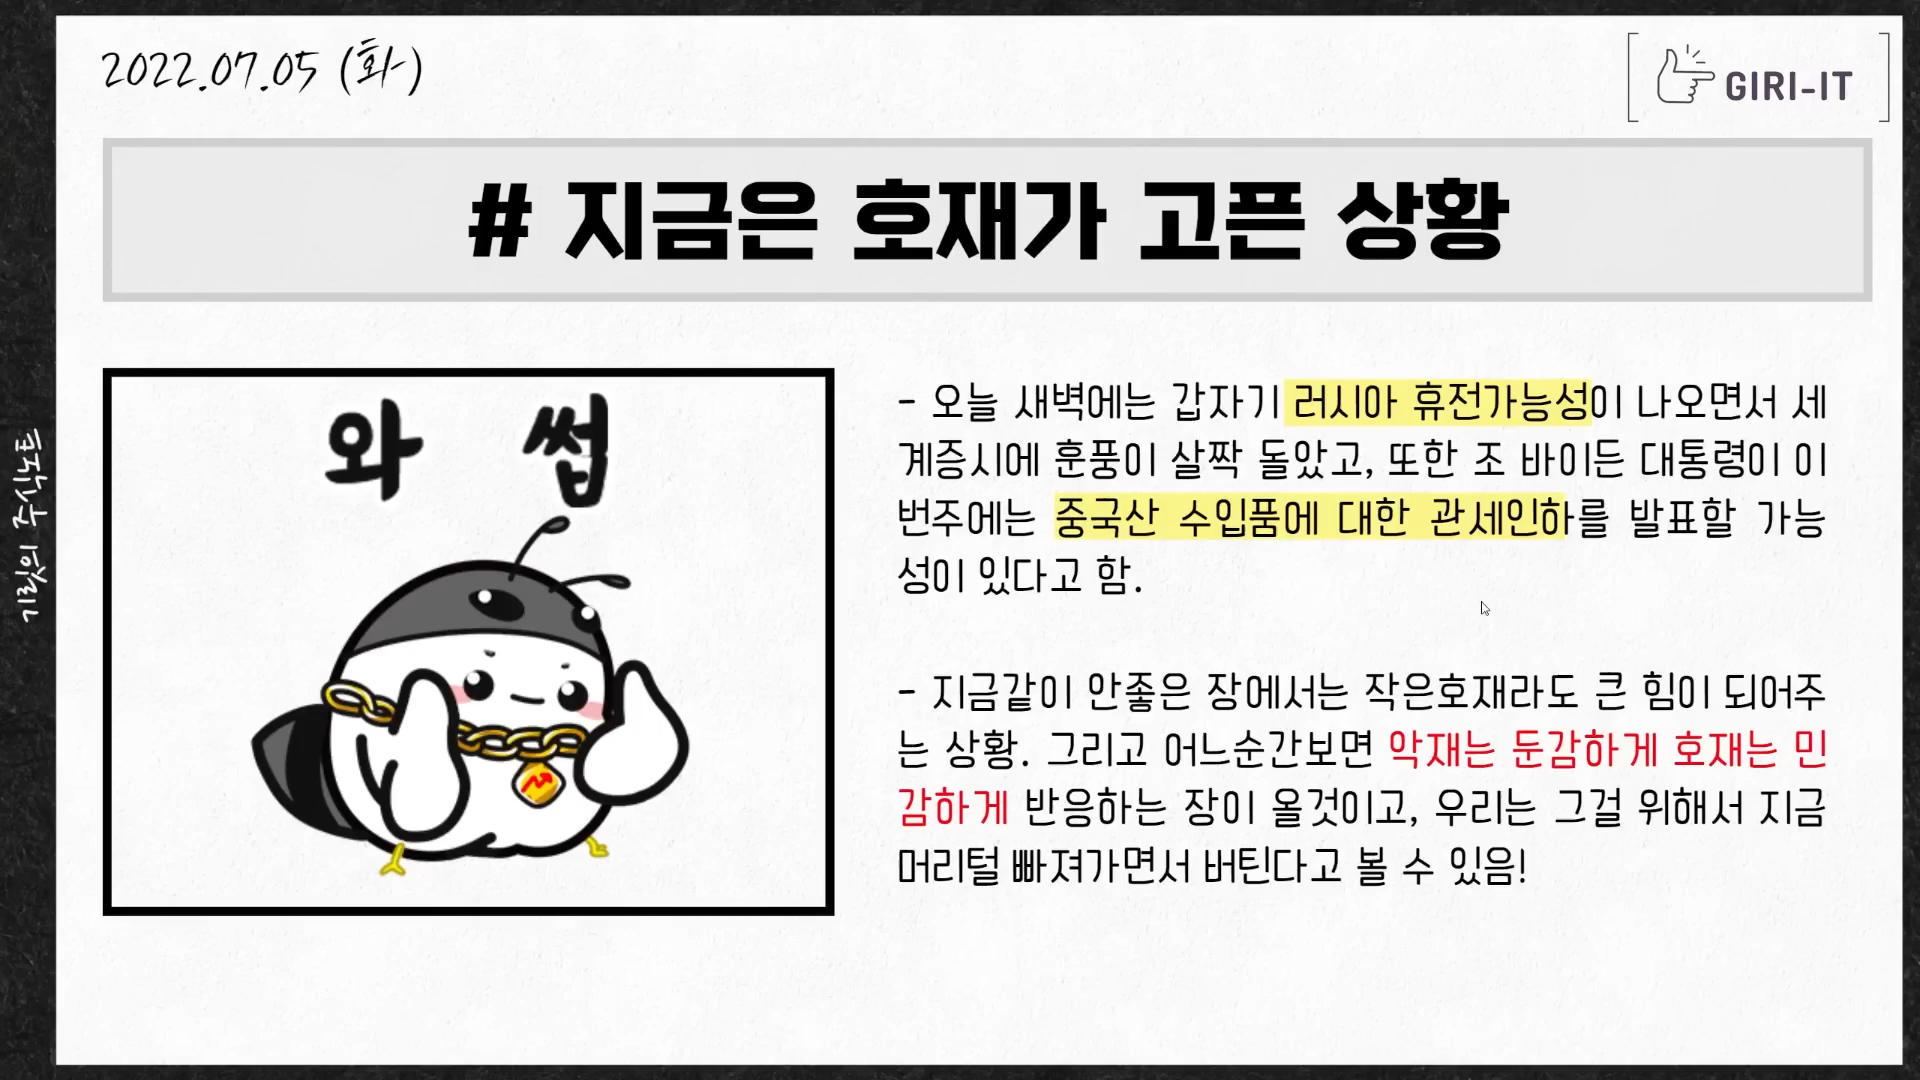 2022.07.05 (화)
GIRI-IT
# 지금은 호재가 고픈 상황
기릿의 주식노트
와 썹
- 오늘 새벽에는 갑자기 러시아 휴전가능성이 나오면서 세
계증시에 훈풍이 살짝 돌았고, 또한 조 바이든 대통령이 이
번주에는 중국산 수입품에 대한 관세인하를 발표할 가능
성이 있다고 함.
- 지금같이 안좋은 장에서는 작은호재라도 큰 힘이 되어주
는 상황. 그리고 어느순간보면 악재는 둔감하게 호재는 민
감하게 반응하는 장이 올것이고, 우리는 그걸 위해서 지금
머리털 빠져가면서 버틴다고 볼 수 있음!